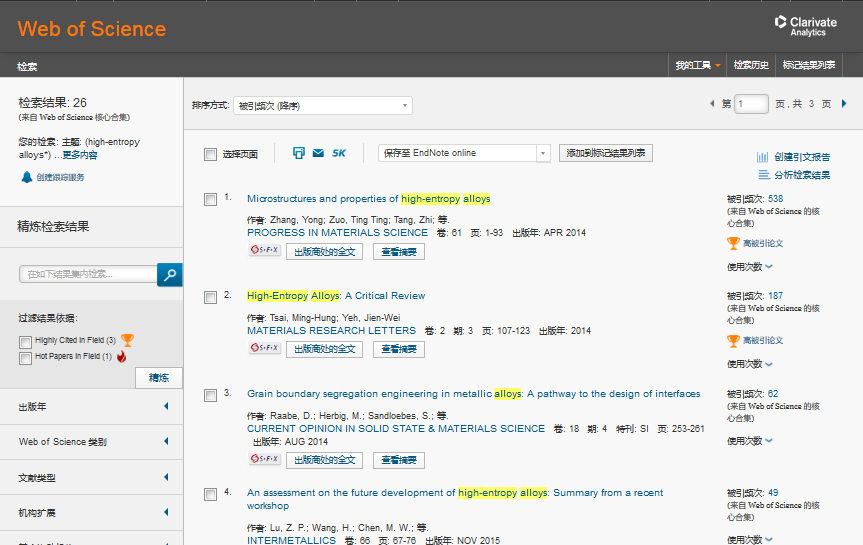 Web of Science
Clarivate
Analytics
检索
我的工具
检索历史
标记结果列表
检索结果: 26
(来自 Web of Science 核心合集)
您的检索: 主题: (high-entropy
alloys*) ...更多内容
创建跟踪服务
精炼检索结果
在如下结果集内检索...
过滤结果依据:
Highly Cited in Field (3)
Hot Papers in Field (1)
精炼
出版年
Web of Science 类别
文献类型
机构扩展
排序方式: 被引频次 (降序)
第 1 页, 共 3 页
选择页面
5K
保存至 EndNote online
添加到标记结果列表
创建引文报告
分析检索结果
1. Microstructures and properties of high-entropy alloys
作者: Zhang, Yong; Zuo, Ting Ting; Tang, Zhi; 等.
PROGRESS IN MATERIALS SCIENCE 卷: 61 页: 1-93 出版年: APR 2014
S·F·X 出版商处的全文 查看摘要
被引频次: 538
(来自 Web of Science 的核
心合集)
高被引论文
使用次数
2. High-Entropy Alloys: A Critical Review
作者: Tsai, Ming-Hung; Yeh, Jien-Wei
MATERIALS RESEARCH LETTERS 卷: 2 期: 3 页: 107-123 出版年: 2014
S·F·X 出版商处的全文 查看摘要
被引频次: 187
(来自 Web of Science 的核
心合集)
高被引论文
使用次数
3. Grain boundary segregation engineering in metallic alloys: A pathway to the design of interfaces
作者: Raabe, D.; Herbig, M.; Sandloebes, S.; 等.
CURRENT OPINION IN SOLID STATE & MATERIALS SCIENCE 卷: 18 期: 4 特刊: SI 页: 253-261
出版年: AUG 2014
S·F·X 出版商处的全文 查看摘要
被引频次: 62
(来自 Web of Science 的核
心合集)
使用次数
4. An assessment on the future development of high-entropy alloys: Summary from a recent
workshop
作者: Lu, Z. P.; Wang, H.; Chen, M. W.; 等.
INTERMETALLICS 卷: 66 页: 67-76 出版年: NOV 2015
被引频次: 49
(来自 Web of Science 的核
心合集)
使用次数